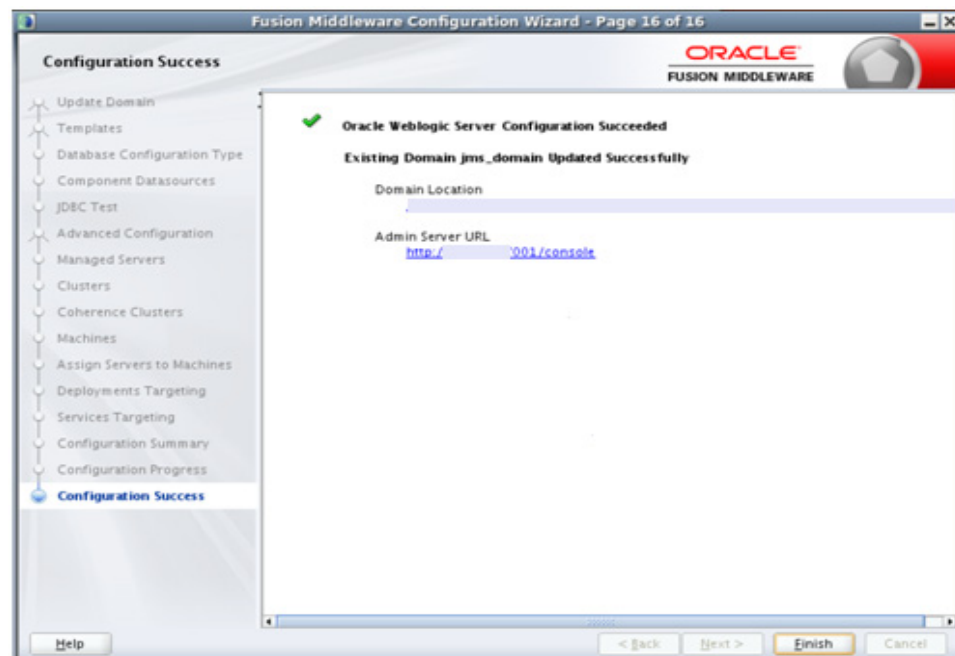 Fusion Middleware Configuration Wizard - Page 16 of 16
Configuration Success
ORACLE
FUSION MIDDLEWARE
Update Domain
Templates
Database Configuration Type
Component Datasources
JDBC Test
Advanced Configuration
Managed Servers
Clusters
Coherence Clusters
Machines
Assign Servers to Machines
Deployments Targeting
Services Targeting
Configuration Summary
Configuration Progress
Configuration Success
Oracle Weblogic Server Configuration Succeeded
Existing Domain jms_domain Updated Successfully
Domain Location
Admin Server URL
http:/ 001/console
Help
< Back
Next >
Finish
Cancel